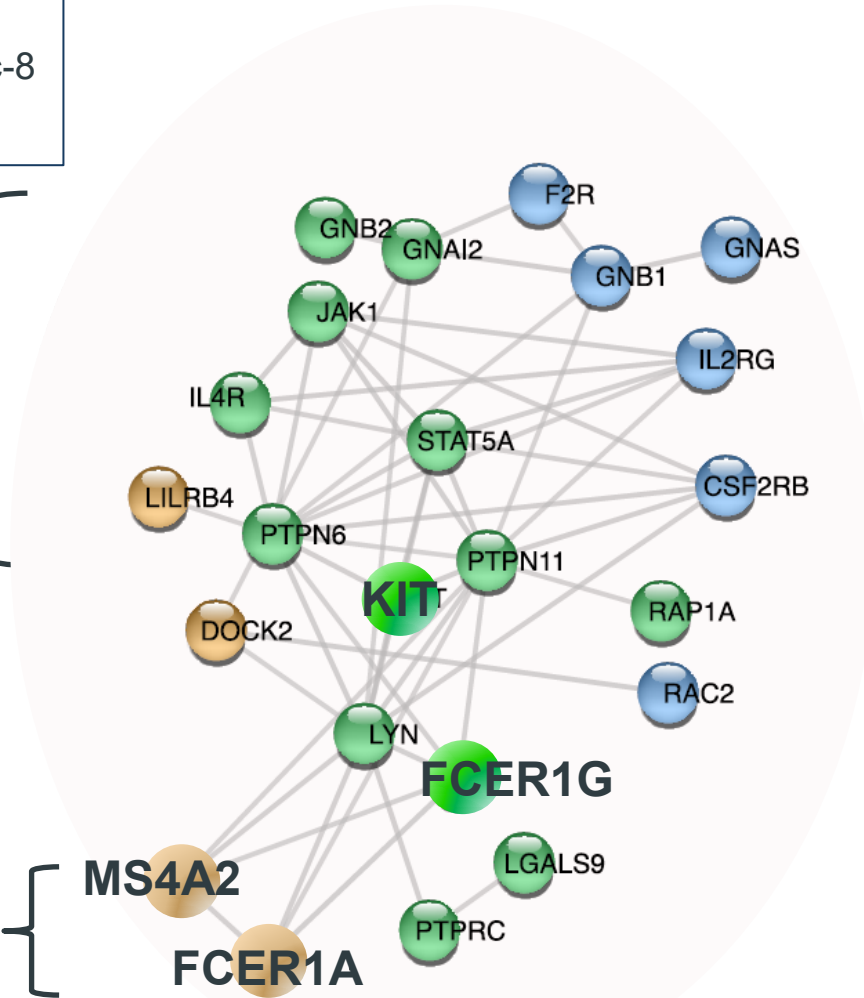 c-8
F2R
GNB2
GNAI2
GNAS
GNB1
JAK1
IL2RG
IL4R
STAT5A
CSF2RB
LILRB4
PTPN6
PTPN11
KIT
T
RAP1A
DOCK2
RAC2
LYN
FCER1G
LGALS9
MS4A2
PTPRC
FCER1A